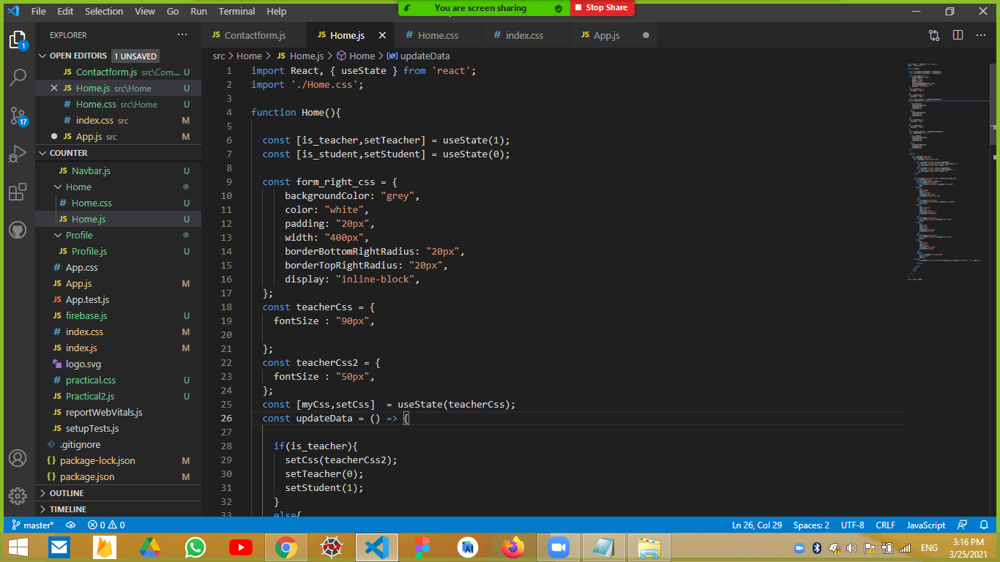 File Edit Selection View Go Run Terminal Help
You are screen sharing
Stop Share
EXPLORER
OPEN EDITORS 1 UNSAVED
JS Contactform.js src\Com... U
JS Home.js src\Home U
# Home.css src\Home U
# index.css src M
JS App.js src M
COUNTER
JS Navbar.js U
Home
# Home.css U
JS Home.js U
Profile
JS Profile.js U
# App.css
JS App.js M
JS App.test.js
JS firebase.js U
# index.css M
JS index.js M
logo.svg
# practical.css U
JS Practical2.js U
JS reportWebVitals.js
JS setupTests.js
.gitignore
{} package-lock.json M
{} package.json M
OUTLINE
TIMELINE
1
17
JS Contactform.js JS Home.js # Home.css # index.css JS App.js
src > Home > JS Home.js > Home > updateData
1 import React, { useState } from 'react';
2 import './Home.css';
3
4 function Home(){
5
6 const [is_teacher,setTeacher] = useState(1);
7 const [is_student,setStudent] = useState(0);
8
9 const form_right_css = {
10 backgroundColor: "grey",
11 color: "white",
12 padding: "20px",
13 width: "400px",
14 borderBottomRightRadius: "20px",
15 borderTopRightRadius: "20px",
16 display: "inline-block",
17 };
18 const teacherCss = {
19 fontSize : "90px",
20
21 };
22 const teacherCss2 = {
23 fontSize : "50px",
24 };
25 const [myCss,setCss] = useState(teacherCss);
26 const updateData = () => {
27
28 if(is_teacher){
29 setCss(teacherCss2);
30 setTeacher(0);
31 setStudent(1);
32 }
33 else{
master* 0 0 Ln 26, Col 29 Spaces: 2 UTF-8 CRLF JavaScript
ENG
3:16 PM
3/25/2021